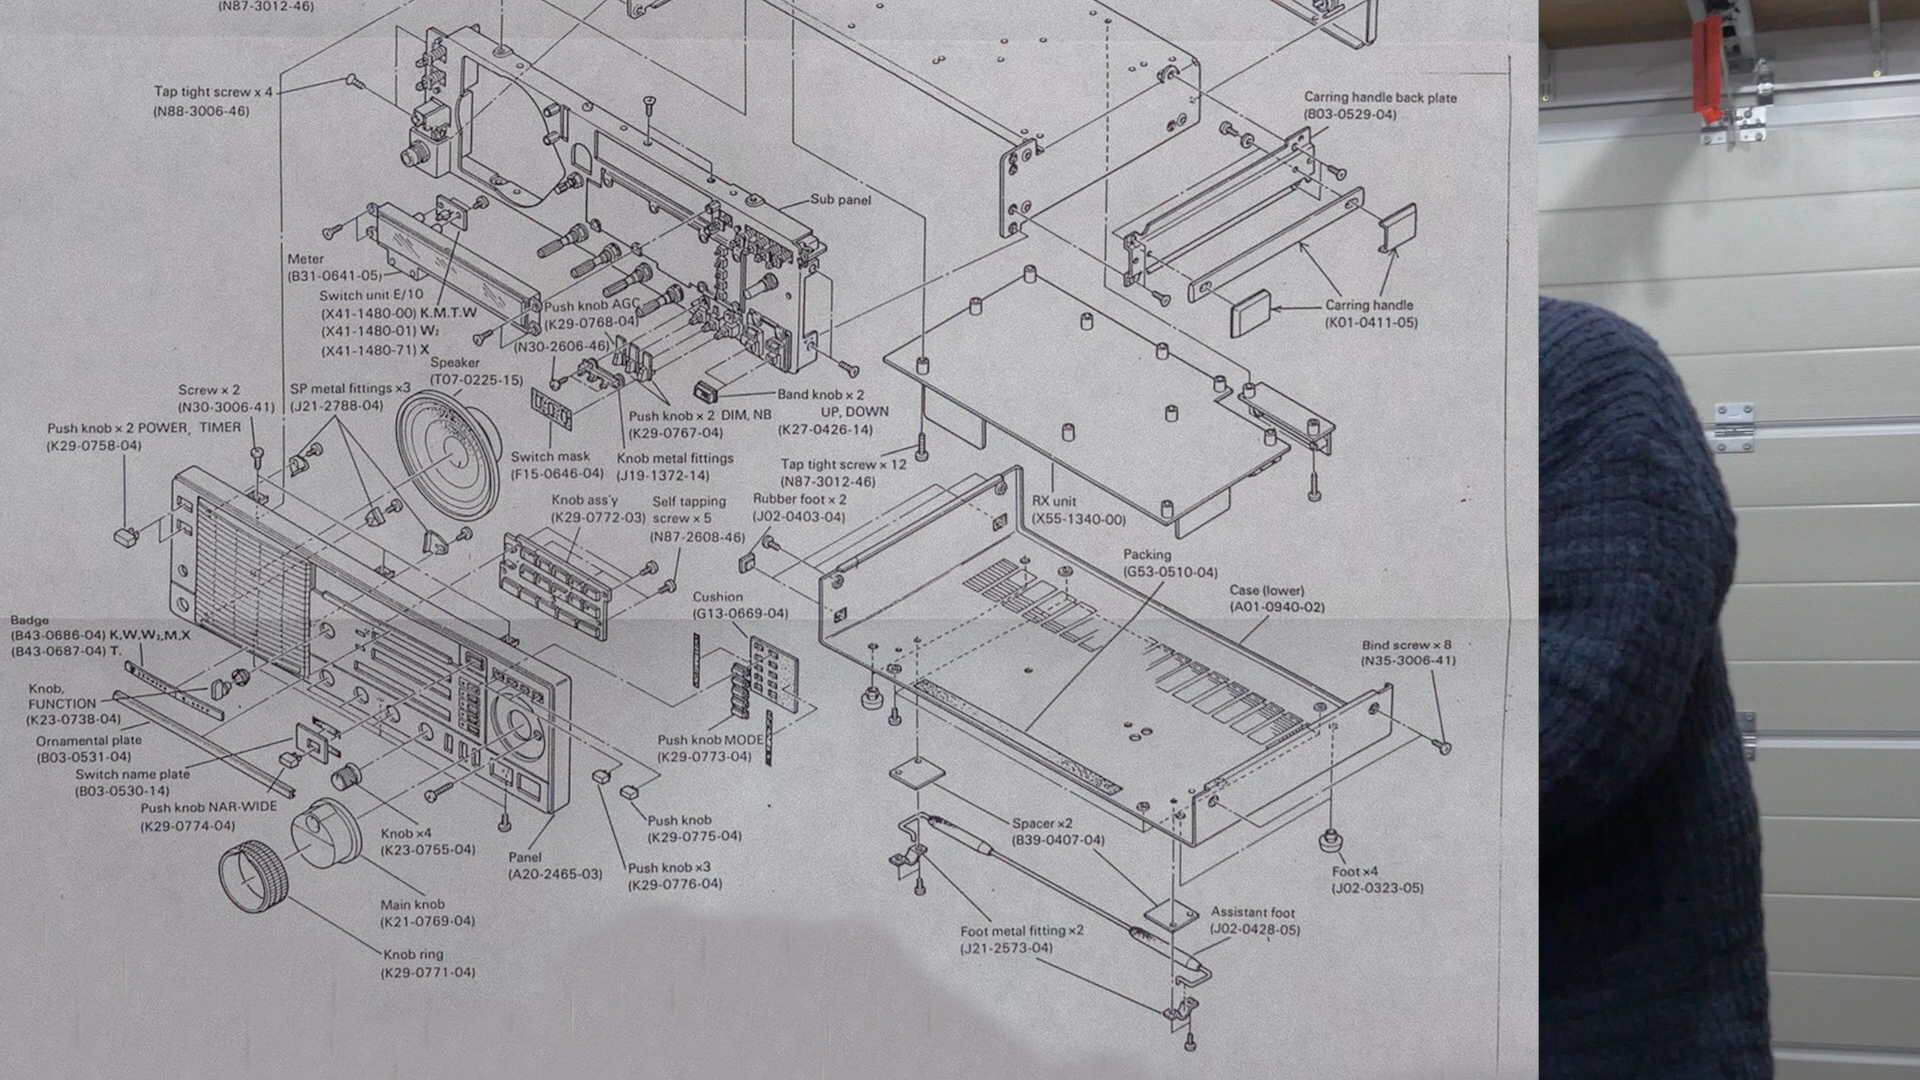 (N87-3012-46)
Tap tight screw × 4
(N88-3006-46)
Carring handle back plate
(B03-0529-04)
Sub panel
Meter
(B31-0641-05)
Switch unit E/10
(X41-1480-00) K.M.T.W
(X41-1480-01) W₂
(X41-1480-71) X
Push knob AGC
(K29-0768-04)
(N30-2606-46)
Carring handle
(K01-0411-05)
Speaker
(T07-0225-15)
Screw × 2
(N30-3006-41)
SP metal fittings ×3
(J21-2788-04)
Push knob × 2 POWER, TIMER
(K29-0758-04)
Band knob × 2
UP, DOWN
(K27-0426-14)
Push knob × 2 DIM, NB
(K29-0767-04)
Switch mask
(F15-0646-04)
Knob metal fittings
(J19-1372-14)
Tap tight screw × 12
(N87-3012-46)
Knob ass'y
(K29-0772-03)
Self tapping
screw × 5
(N87-2608-46)
Rubber foot × 2
(J02-0403-04)
RX unit
(X55-1340-00)
Packing
(G53-0510-04)
Case (lower)
(A01-0940-02)
Cushion
(G13-0669-04)
Badge
(B43-0686-04) K,W,W₂,M,X
(B43-0687-04) T.
Bind screw × 8
(N35-3006-41)
Knob,
FUNCTION
(K23-0738-04)
Ornamental plate
(B03-0531-04)
Switch name plate
(B03-0530-14)
Push knob NAR-WIDE
(K29-0774-04)
Push knob MODE
(K29-0773-04)
Knob ×4
(K23-0755-04)
Panel
(A20-2465-03)
Push knob
(K29-0775-04)
Push knob ×3
(K29-0776-04)
Spacer ×2
(B39-0407-04)
Foot ×4
(J02-0323-05)
Main knob
(K21-0769-04)
Foot metal fitting ×2
(J21-2573-04)
Assistant foot
(J02-0428-05)
Knob ring
(K29-0771-04)